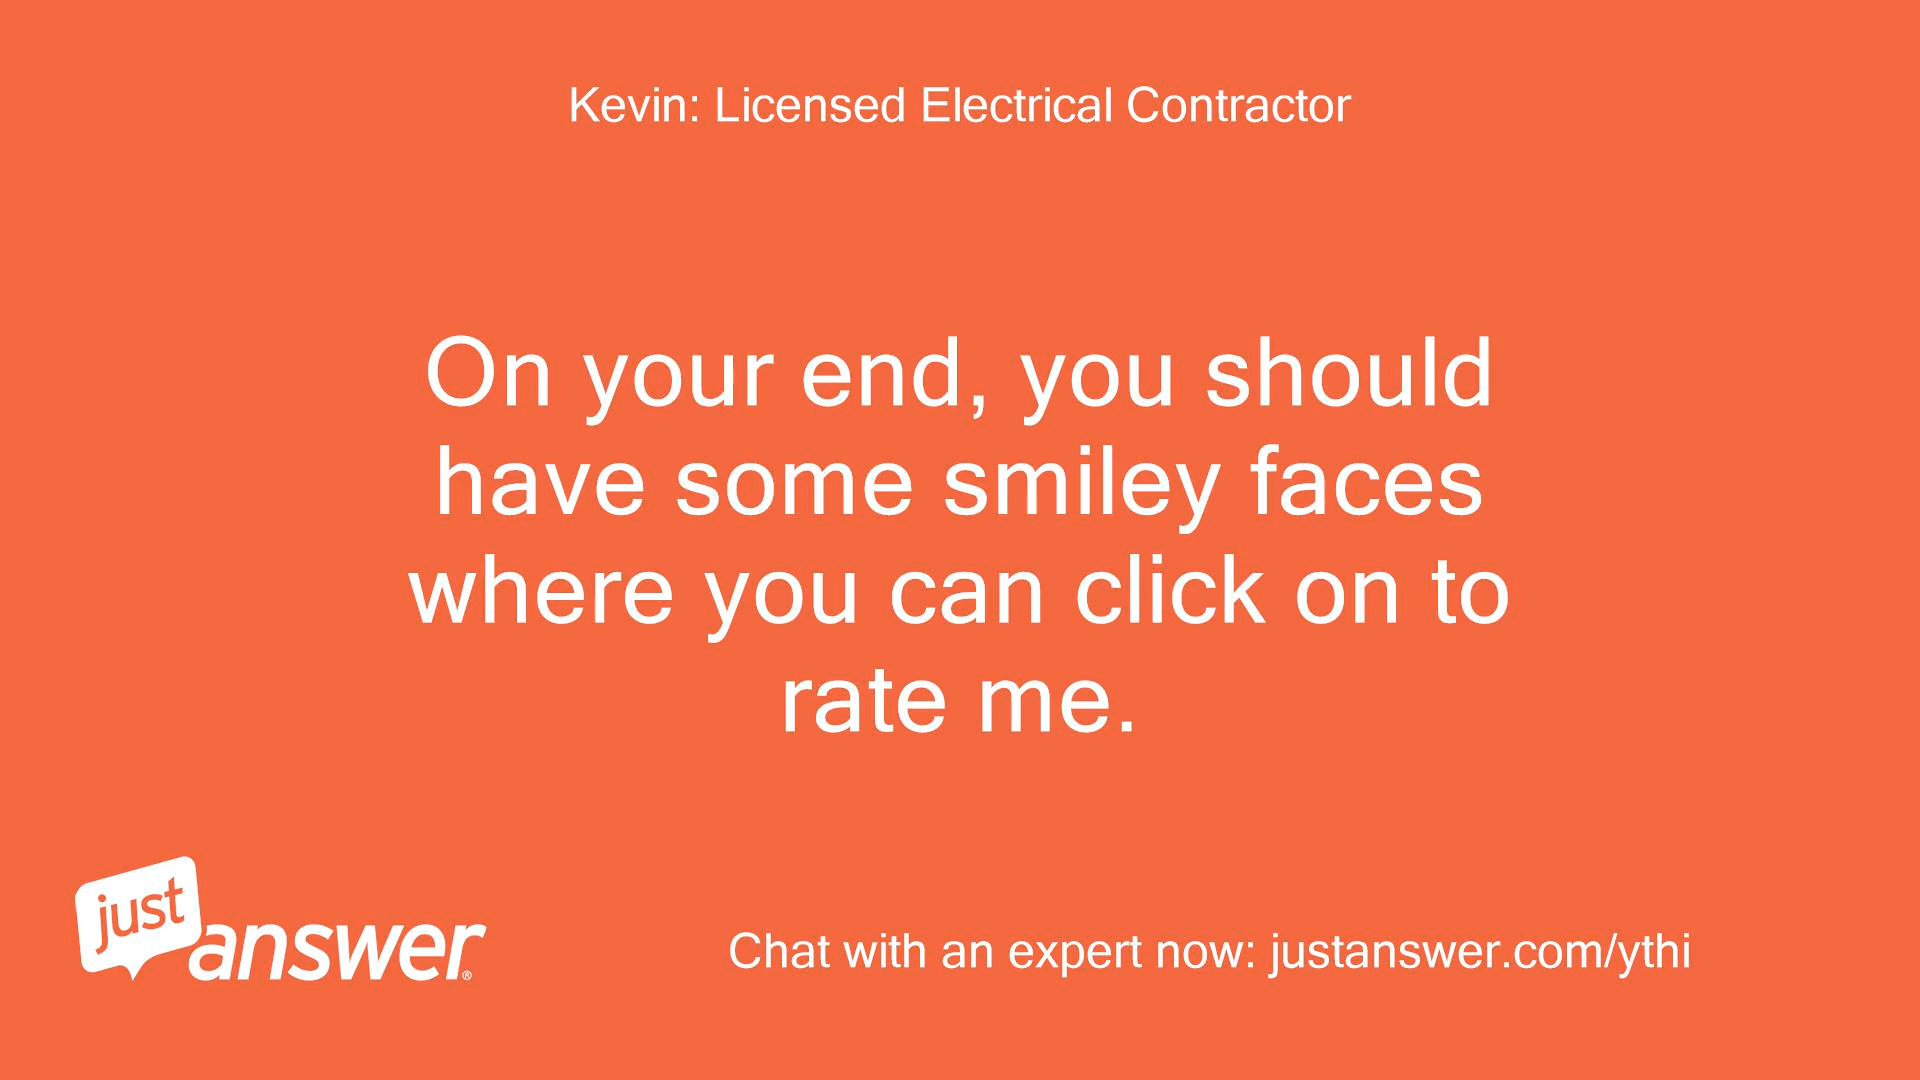 Kevin: Licensed Electrical Contractor
On your end, you should
have some smiley faces
where you can click on to
rate me.
just
answer®
Chat with an expert now: justanswer.com/ythi